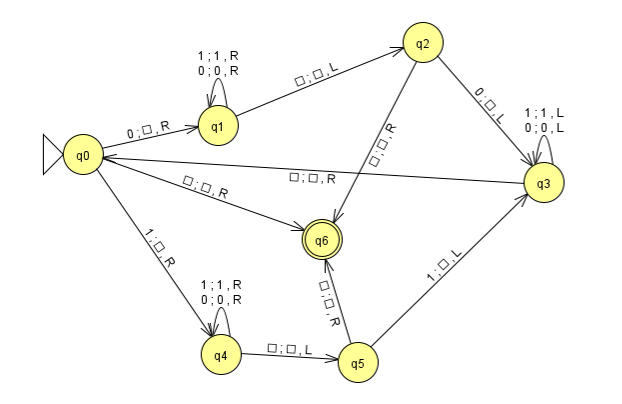 q2
1 ; 1 , R
0 ; 0 , R
□ ; □ , L
0 ; □ , L
1 ; 1 , L
0 ; 0 , L
q1
0 ; □ , R
□ ; □ , R
q0
q3
□ ; □ , R
□ ; □ , R
q6
1 ; □ , R
1 ; □ , L
1 ; 1 , R
0 ; 0 , R
□ ; □ , R
q4
□ ; □ , L
q5